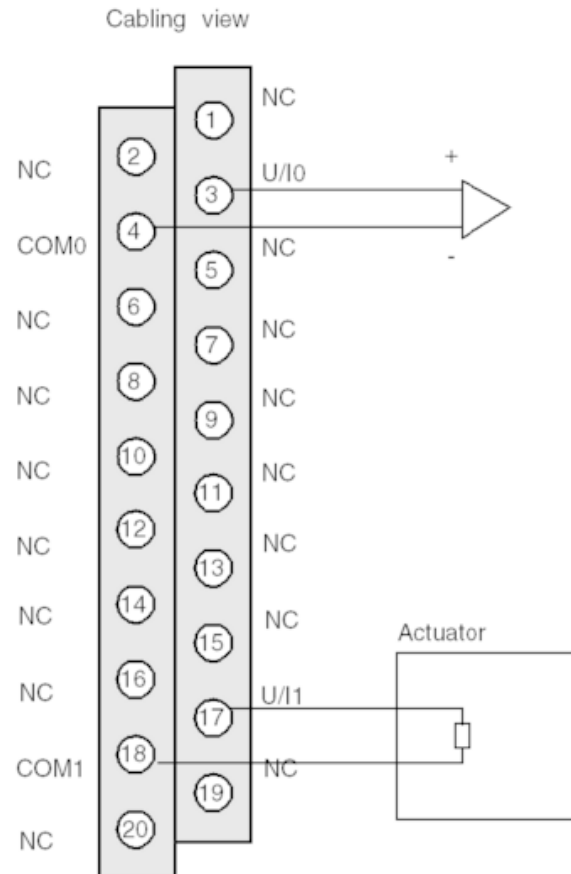 Cabling view
NC
1
2
NC
U/I0
+
3
COM0
4
NC
-
5
NC
6
NC
7
NC
8
NC
9
NC
10
NC
11
NC
12
NC
13
NC
14
NC
15
Actuator
NC
16
U/I1
17
COM1
18
NC
19
NC
20